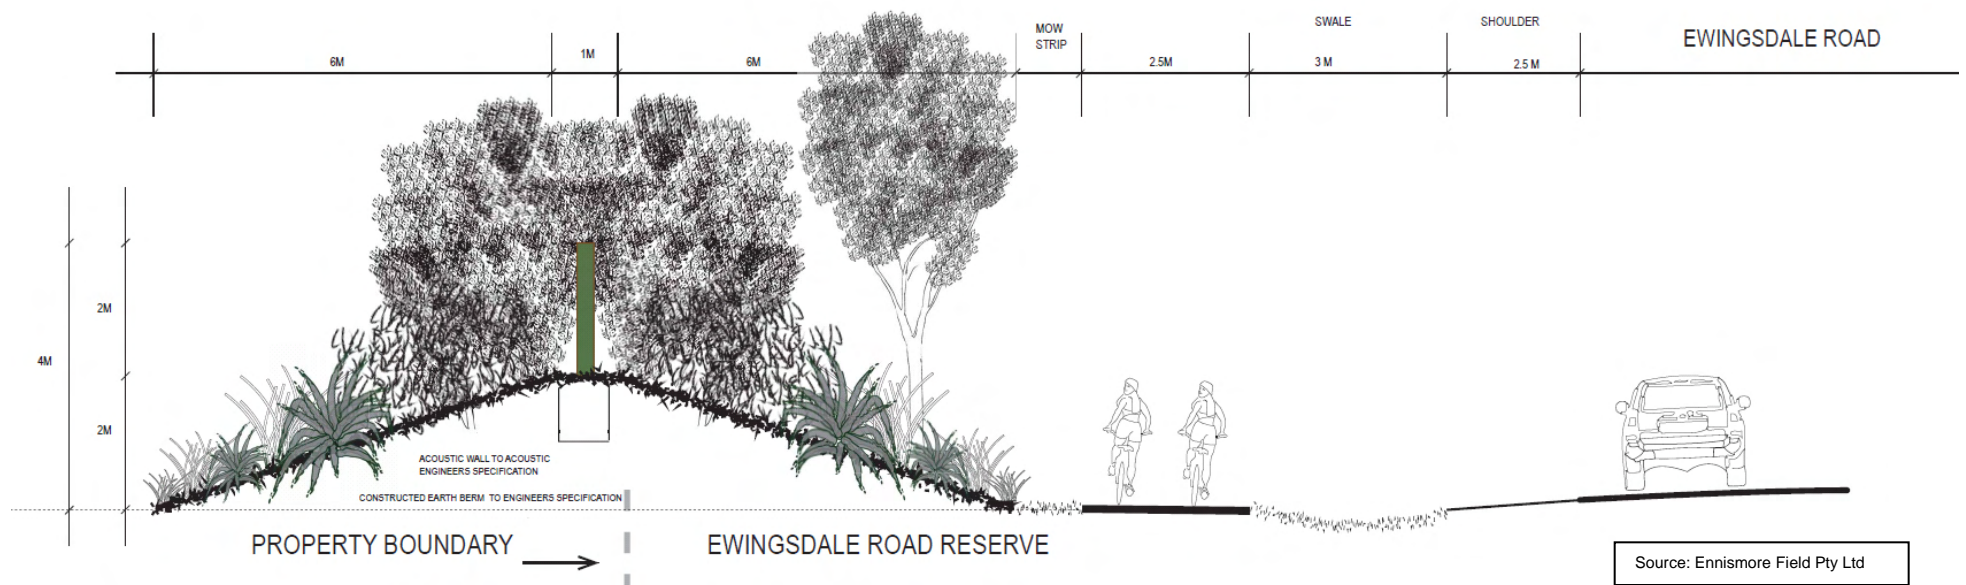 SWALE
SHOULDER
MOW
STRIP
EWINGSDALE ROAD
6M
1M
6M
2.5M
3 M
2.5 M
2M
4M
2M
ACOUSTIC WALL TO ACOUSTIC
ENGINEERS SPECIFICATION
CONSTRUCTED EARTH BERM TO ENGINEERS SPECIFICATION
PROPERTY BOUNDARY
EWINGSDALE ROAD RESERVE
Source: Ennismore Field Pty Ltd